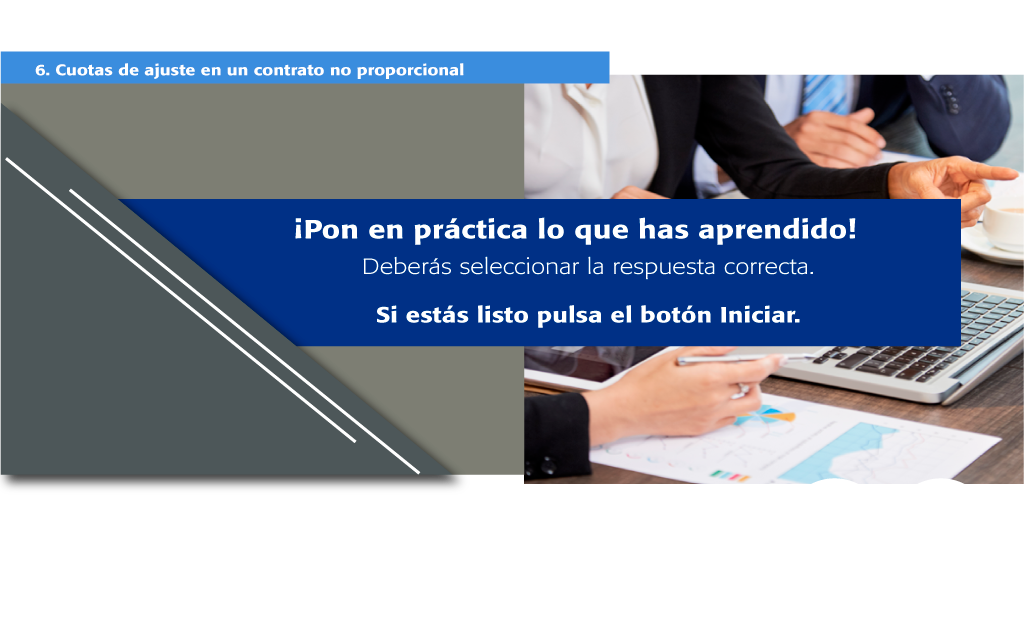 6. Cuotas de ajuste en un contrato no proporcional
¡Pon en práctica lo que has aprendido!
Deberás seleccionar la respuesta correcta.
Si estás listo pulsa el botón Iniciar.